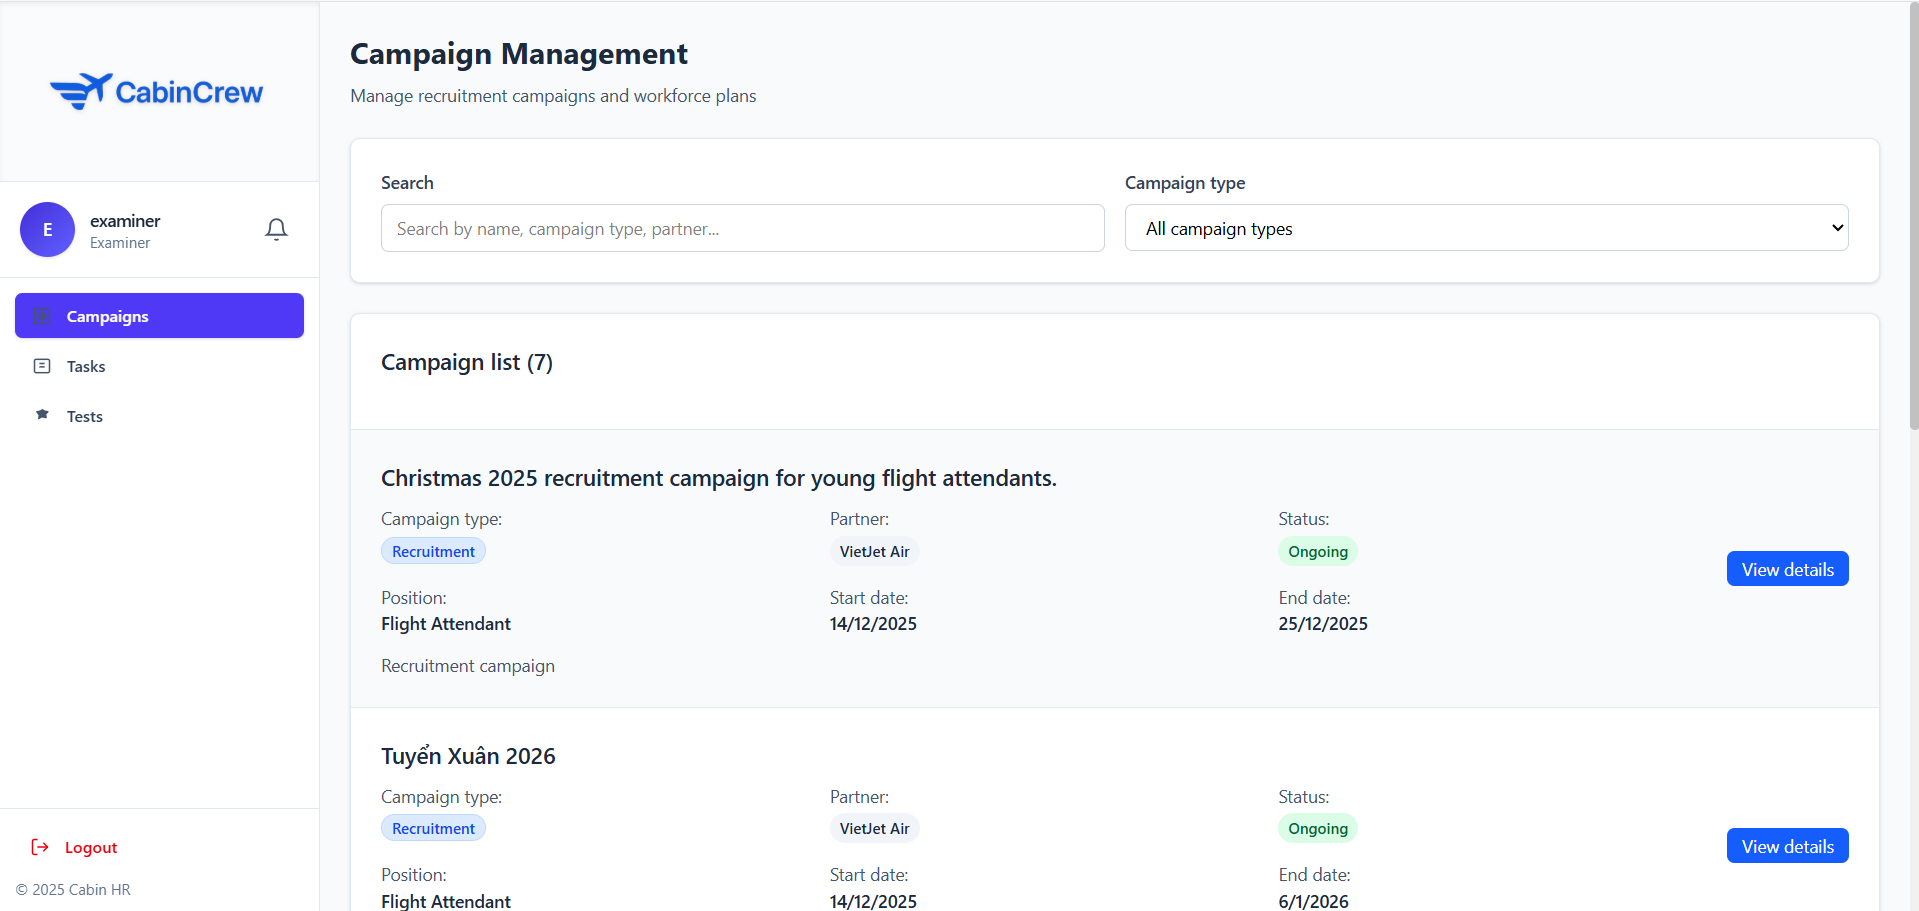 CabinCrew
E
examiner
Examiner
Campaigns
Tasks
Tests
Logout
© 2025 Cabin HR
Campaign Management
Manage recruitment campaigns and workforce plans
Search
Campaign type
Search by name, campaign type, partner...
All campaign types
Campaign list (7)
Christmas 2025 recruitment campaign for young flight attendants.
Campaign type:
Partner:
Status:
Recruitment
VietJet Air
Ongoing
View details
Position:
Start date:
End date:
Flight Attendant
14/12/2025
25/12/2025
Recruitment campaign
Tuyển Xuân 2026
Campaign type:
Partner:
Status:
Recruitment
VietJet Air
Ongoing
View details
Position:
Start date:
End date:
Flight Attendant
14/12/2025
6/1/2026